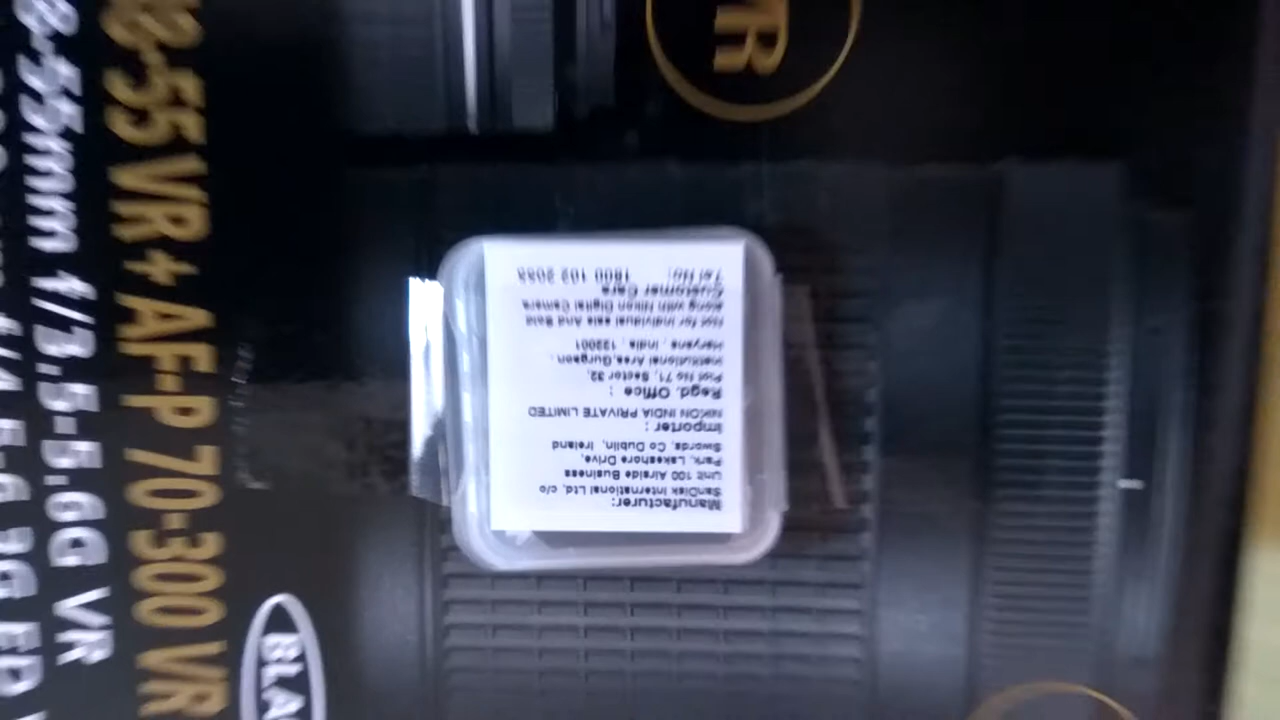 Manufacturer:
SanDisk International Ltd, c/o
Unit 100 Airside Business
Park, Lakeshore Drive,
Swords, Co Dublin, Ireland
Importer :
NIKON INDIA PRIVATE LIMITED
Regd. Office :
Plot No 71, Sector 32,
Institutional Area, Gurgaon,
Haryana, India, 122001
Not for individual sale And Sold
along with Nikon Digital Camera
Customer Care
Tel No: 1800 102
VR
8-55 VR + AF-P 70-300 VR
8-55mm 1/3.5-5.6G VR